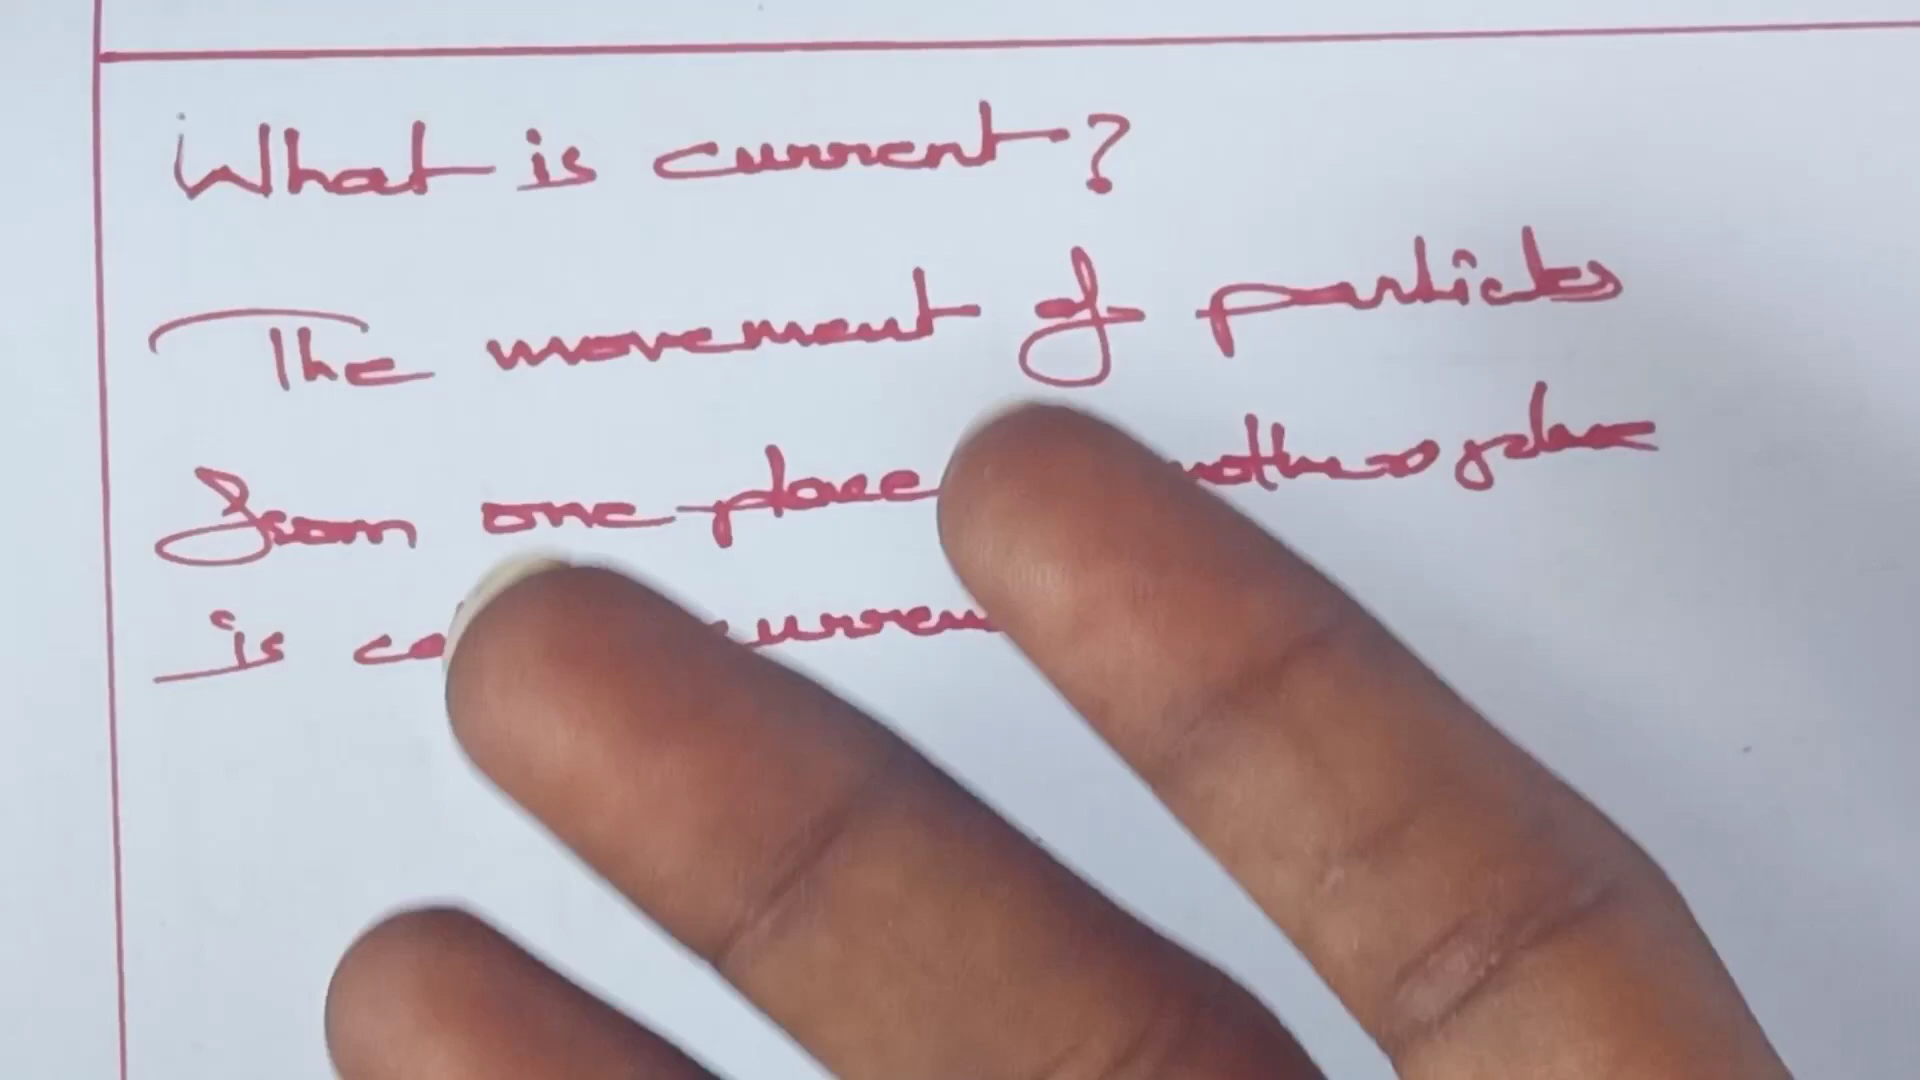 What is current?
The movement of particles
from one place another place
is current